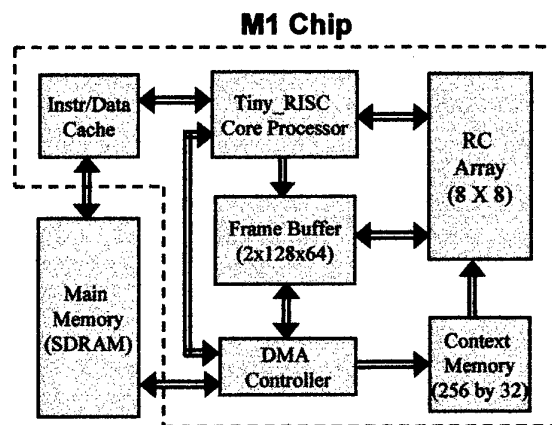 M1 Chip
Instr/Data
Cache
Tiny_RISC
Core Processor
RC
Array
(8 X 8)
Frame Buffer
(2x128x64)
Main
Memory
(SDRAM)
DMA
Controller
Context
Memory
(256 by 32)